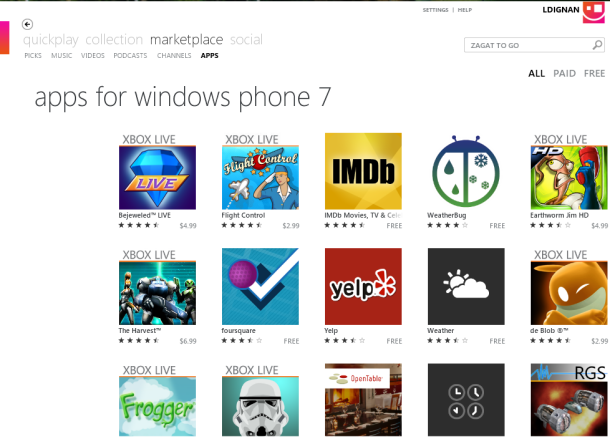 SETTINGS | HELP
LDIGNAN
quickplay collection marketplace social
ZAGAT TO GO
PICKS MUSIC VIDEOS PODCASTS CHANNELS APPS
ALL PAID FREE
apps for windows phone 7
XBOX LIVE
LIVE
Bejeweled™ LIVE
$4.99
XBOX LIVE
Flight Control
Flight Control
$2.99
IMDb
IMDb Movies, TV & Cele
FREE
WeatherBug
FREE
XBOX LIVE
HD
Earthworm Jim HD
$4.99
XBOX LIVE
The Harvest™
$6.99
foursquare
FREE
yelp
Yelp
FREE
Weather
FREE
XBOX LIVE
de Blob ®™
$2.99
XBOX LIVE
Frogger
XBOX LIVE
OpenTable
RGS